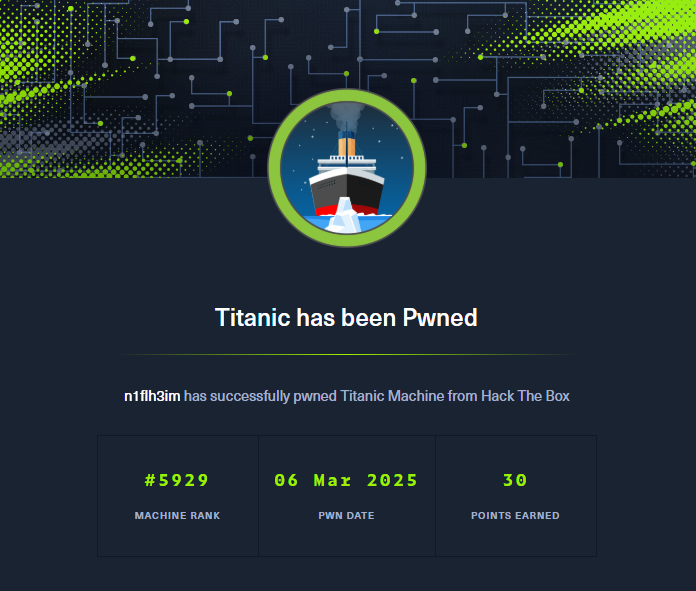 Titanic has been Pwned
n1flh3im has successfully pwned Titanic Machine from Hack The Box
#5929 06 Mar 2025 30
MACHINE RANK PWN DATE POINTS EARNED